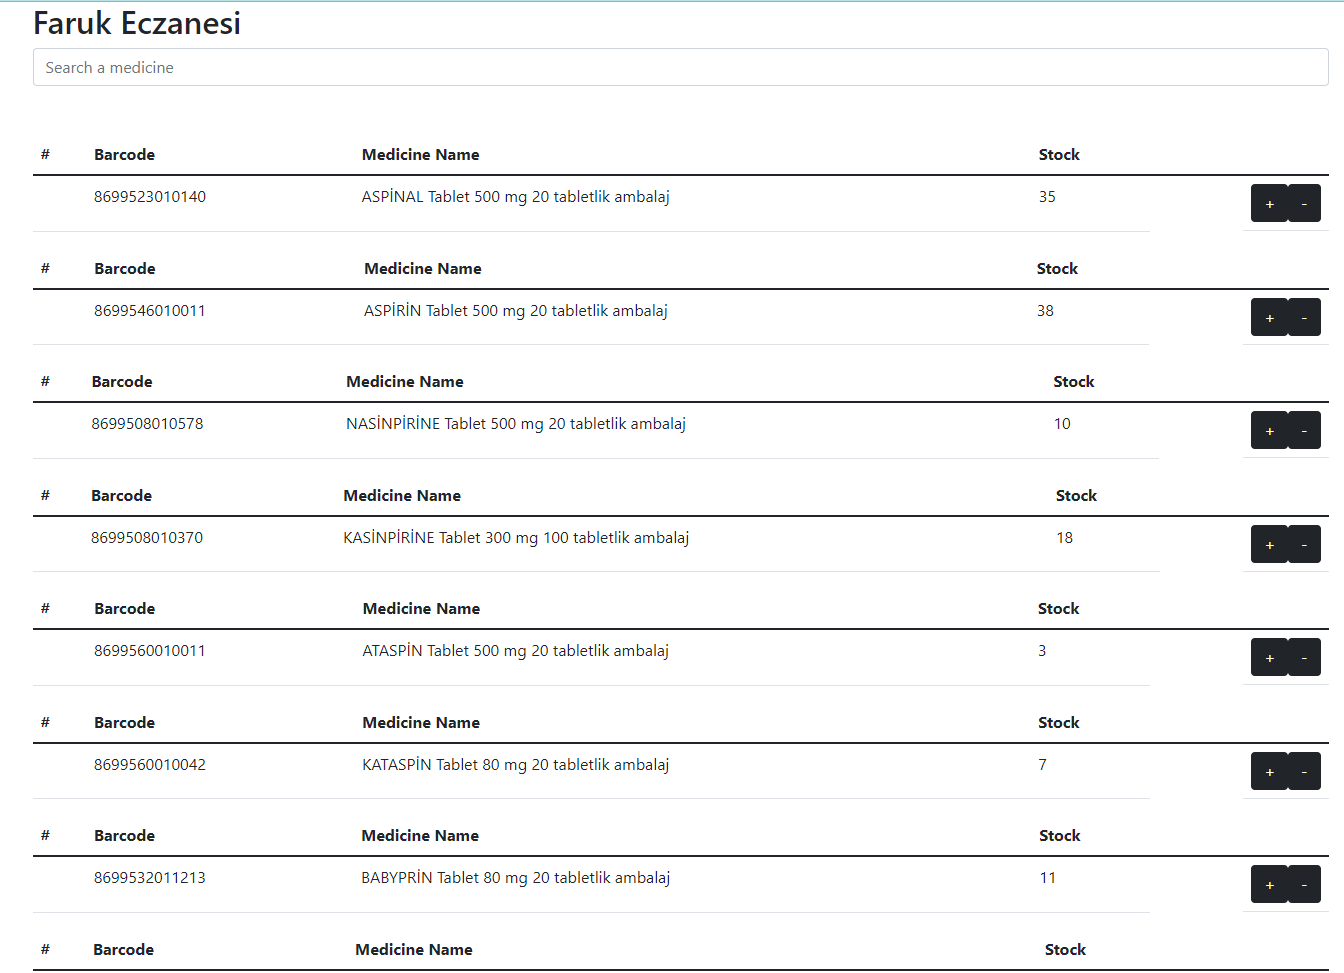 Faruk Eczanesi
Search a medicine
# Barcode Medicine Name Stock
8699523010140 ASPİNAL Tablet 500 mg 20 tabletlik ambalaj 35 + -
# Barcode Medicine Name Stock
8699546010011 ASPİRİN Tablet 500 mg 20 tabletlik ambalaj 38 + -
# Barcode Medicine Name Stock
8699508010578 NASİNPİRİNE Tablet 500 mg 20 tabletlik ambalaj 10 + -
# Barcode Medicine Name Stock
8699508010370 KASİNPİRİNE Tablet 300 mg 100 tabletlik ambalaj 18 + -
# Barcode Medicine Name Stock
8699560010011 ATASPİN Tablet 500 mg 20 tabletlik ambalaj 3 + -
# Barcode Medicine Name Stock
8699560010042 KATASPİN Tablet 80 mg 20 tabletlik ambalaj 7 + -
# Barcode Medicine Name Stock
8699532011213 BABYPRİN Tablet 80 mg 20 tabletlik ambalaj 11 + -
# Barcode Medicine Name Stock